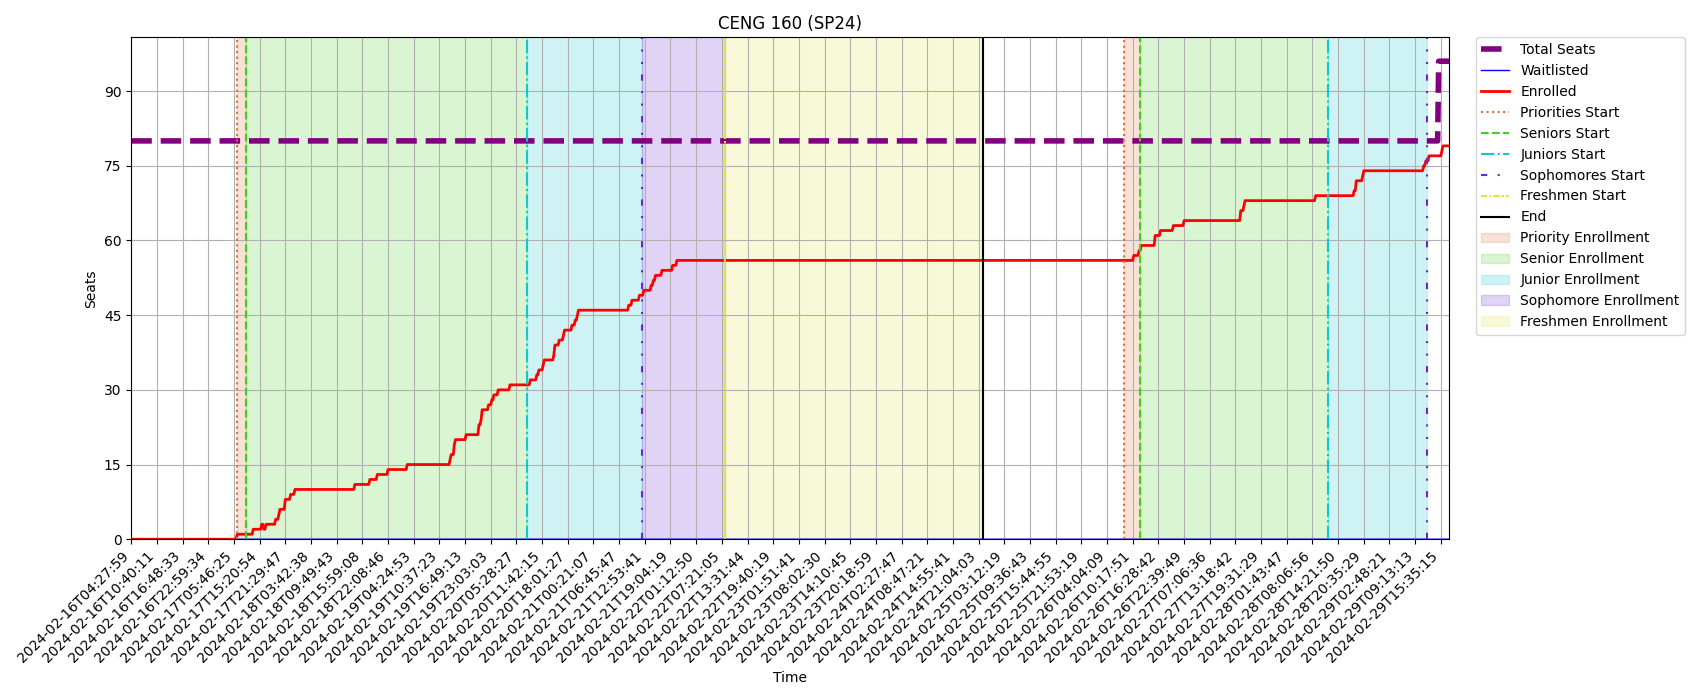 CENG 160 (SP24)
Total Seats
Waitlisted
Enrolled
Priorities Start
Seniors Start
Juniors Start
Sophomores Start
Freshmen Start
End
Priority Enrollment
Senior Enrollment
Junior Enrollment
Sophomore Enrollment
Freshmen Enrollment
Seats
90
75
60
45
30
15
0
2024-02-16T04:27:59
2024-02-16T10:40:11
2024-02-16T16:48:33
2024-02-16T22:59:34
2024-02-17T05:46:25
2024-02-17T15:20:54
2024-02-17T21:29:47
2024-02-18T03:42:38
2024-02-18T09:49:43
2024-02-18T15:59:08
2024-02-18T22:08:46
2024-02-19T04:24:53
2024-02-19T10:37:23
2024-02-19T16:49:13
2024-02-19T23:03:03
2024-02-20T05:28:27
2024-02-20T11:42:15
2024-02-20T18:01:27
2024-02-21T00:21:07
2024-02-21T06:45:47
2024-02-21T12:53:41
2024-02-21T19:04:19
2024-02-22T01:12:50
2024-02-22T07:21:05
2024-02-22T13:31:44
2024-02-22T19:40:19
2024-02-23T01:51:41
2024-02-23T08:02:30
2024-02-23T14:10:45
2024-02-23T20:18:59
2024-02-24T02:27:47
2024-02-24T08:47:21
2024-02-24T14:55:41
2024-02-24T21:04:03
2024-02-25T03:12:19
2024-02-25T09:36:43
2024-02-25T15:44:55
2024-02-25T21:53:19
2024-02-26T04:04:09
2024-02-26T10:17:51
2024-02-26T16:28:42
2024-02-26T22:39:49
2024-02-27T07:06:36
2024-02-27T13:18:42
2024-02-27T19:31:29
2024-02-28T01:43:47
2024-02-28T08:06:56
2024-02-28T14:21:50
2024-02-28T20:35:29
2024-02-29T02:48:21
2024-02-29T09:13:13
2024-02-29T15:35:15
Time